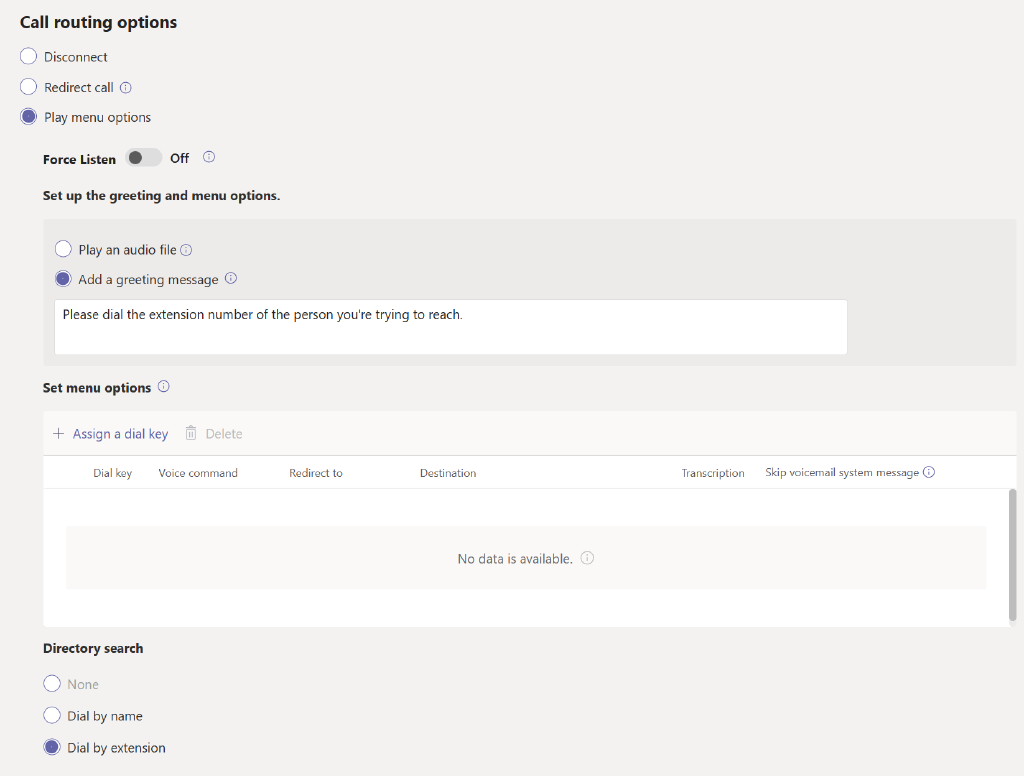 Call routing options
Disconnect
Redirect call
Play menu options
Force Listen Off
Set up the greeting and menu options.
Play an audio file
Add a greeting message
Please dial the extension number of the person you're trying to reach.
Set menu options
+ Assign a dial key Delete
Dial key Voice command Redirect to Destination Transcription Skip voicemail system message
No data is available.
Directory search
None
Dial by name
Dial by extension